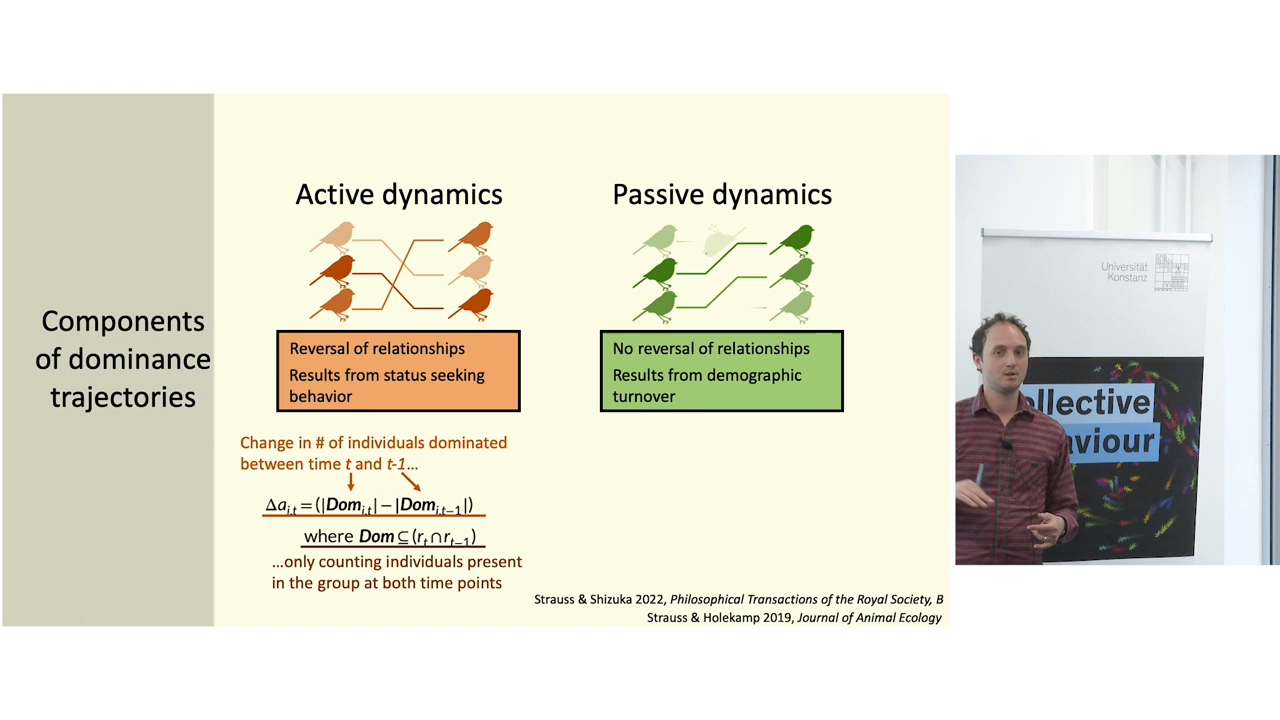 Components
of dominance
trajectories
Active dynamics
Reversal of relationships
Results from status seeking
behavior
Change in # of individuals dominated
between time t and t-1...
Δa_{i,t} = (|Dom_{i,t}| − |Dom_{i,t−1}|)
where Dom ⊆ (r_t ∩ r_{t−1})
...only counting individuals present
in the group at both time points
Passive dynamics
No reversal of relationships
Results from demographic
turnover
Strauss & Shizuka 2022, Philosophical Transactions of the Royal Society, B
Strauss & Holekamp 2019, Journal of Animal Ecology
Universität
Konstanz
ollective
aviour